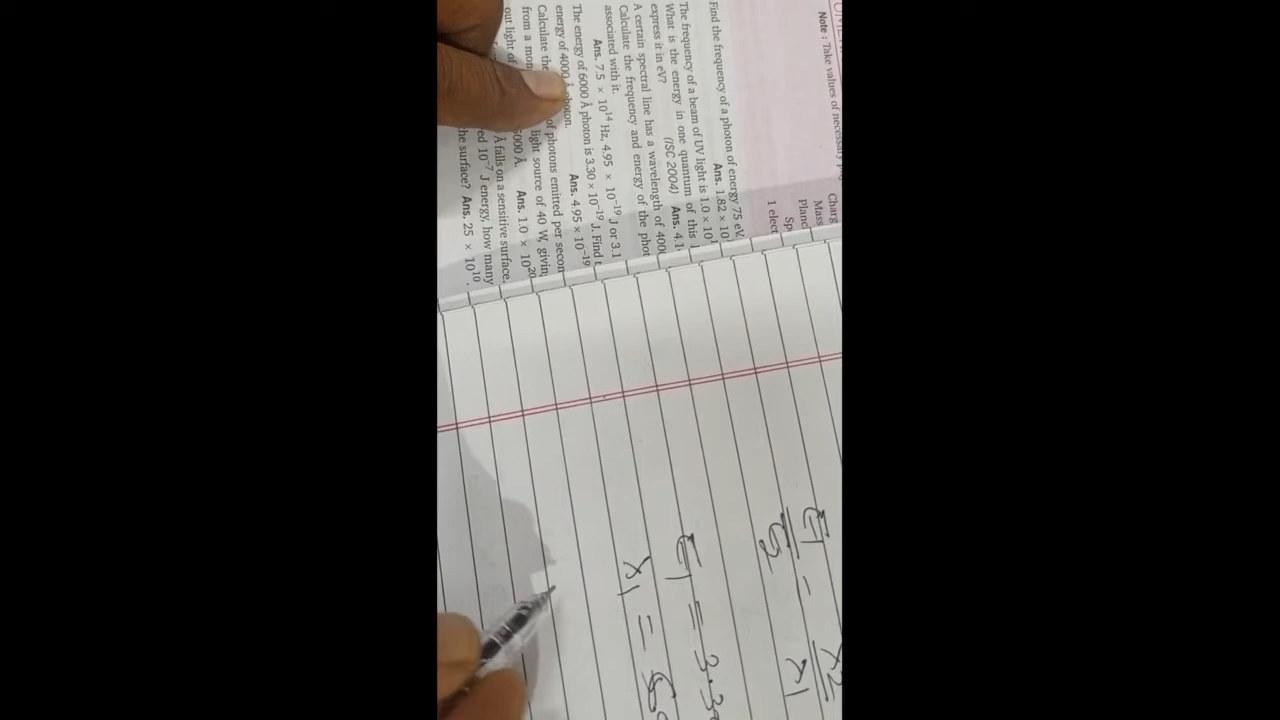 Note : Take values of necessary
Charg
Mass
Planc
Sp
1 elect
Find the frequency of a photon of energy 75 eV.
Ans. 1.82 × 10
The frequency of a beam of UV light is 1.0 × 10
What is the energy in one quantum of this
express it in eV? (ISC 2004) Ans. 4.1
A certain spectral line has a wavelength of 400
Calculate the frequency and energy of the phot
associated with it.
Ans. 7.5 × 10¹⁴ Hz, 4.95 × 10⁻¹⁹ J or 3.1
The energy of 6000 Å photon is 3.30 × 10⁻¹⁹ J. Find t
energy of 4000 Å photon. Ans. 4.95 × 10⁻¹⁹
Calculate the of photons emitted per secon
from a mon light source of 40 W, givin
out light of 5000 Å. Ans. 1.0 × 10²⁰
Å falls on a sensitive surface.
red 10⁻⁷ J energy, how many
the surface? Ans. 25 × 10¹⁰.
E1/E2 = λ2/λ1
E1 = 3.30
λ1 =